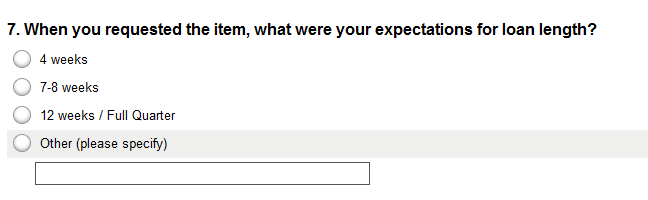 7. When you requested the item, what were your expectations for loan length?
4 weeks
7-8 weeks
12 weeks / Full Quarter
Other (please specify)